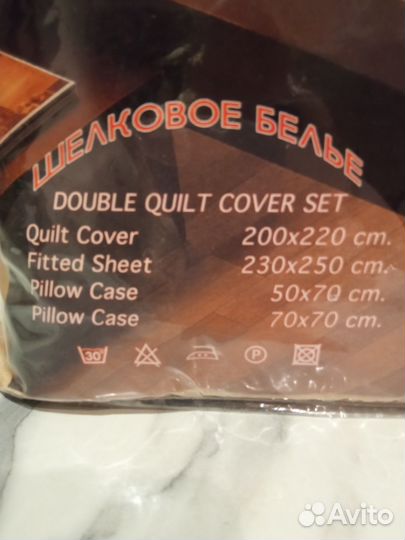 ШЕЛКОВОЕ БЕЛЬЕ
DOUBLE QUILT COVER SET
Quilt Cover 200x220 cm.
Fitted Sheet 230x250 cm.
Pillow Case 50x70 cm.
Pillow Case 70x70 cm.
30° P
Avito